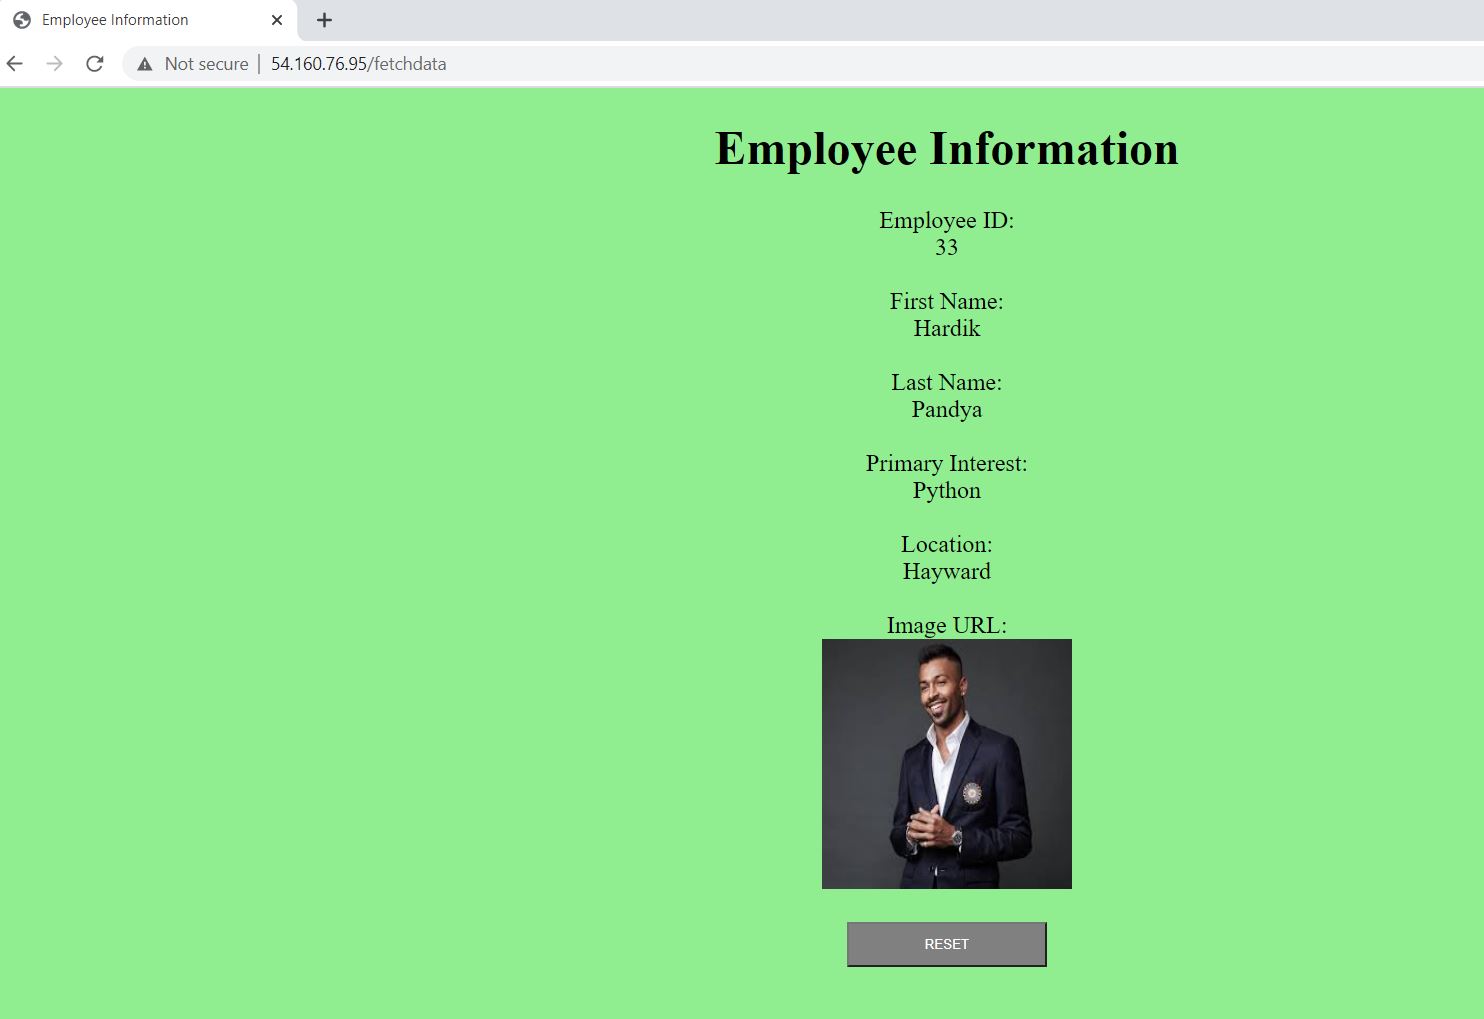 Employee Information
Not secure
54.160.76.95/fetchdata
Employee Information
Employee ID:
33
First Name:
Hardik
Last Name:
Pandya
Primary Interest:
Python
Location:
Hayward
Image URL:
RESET